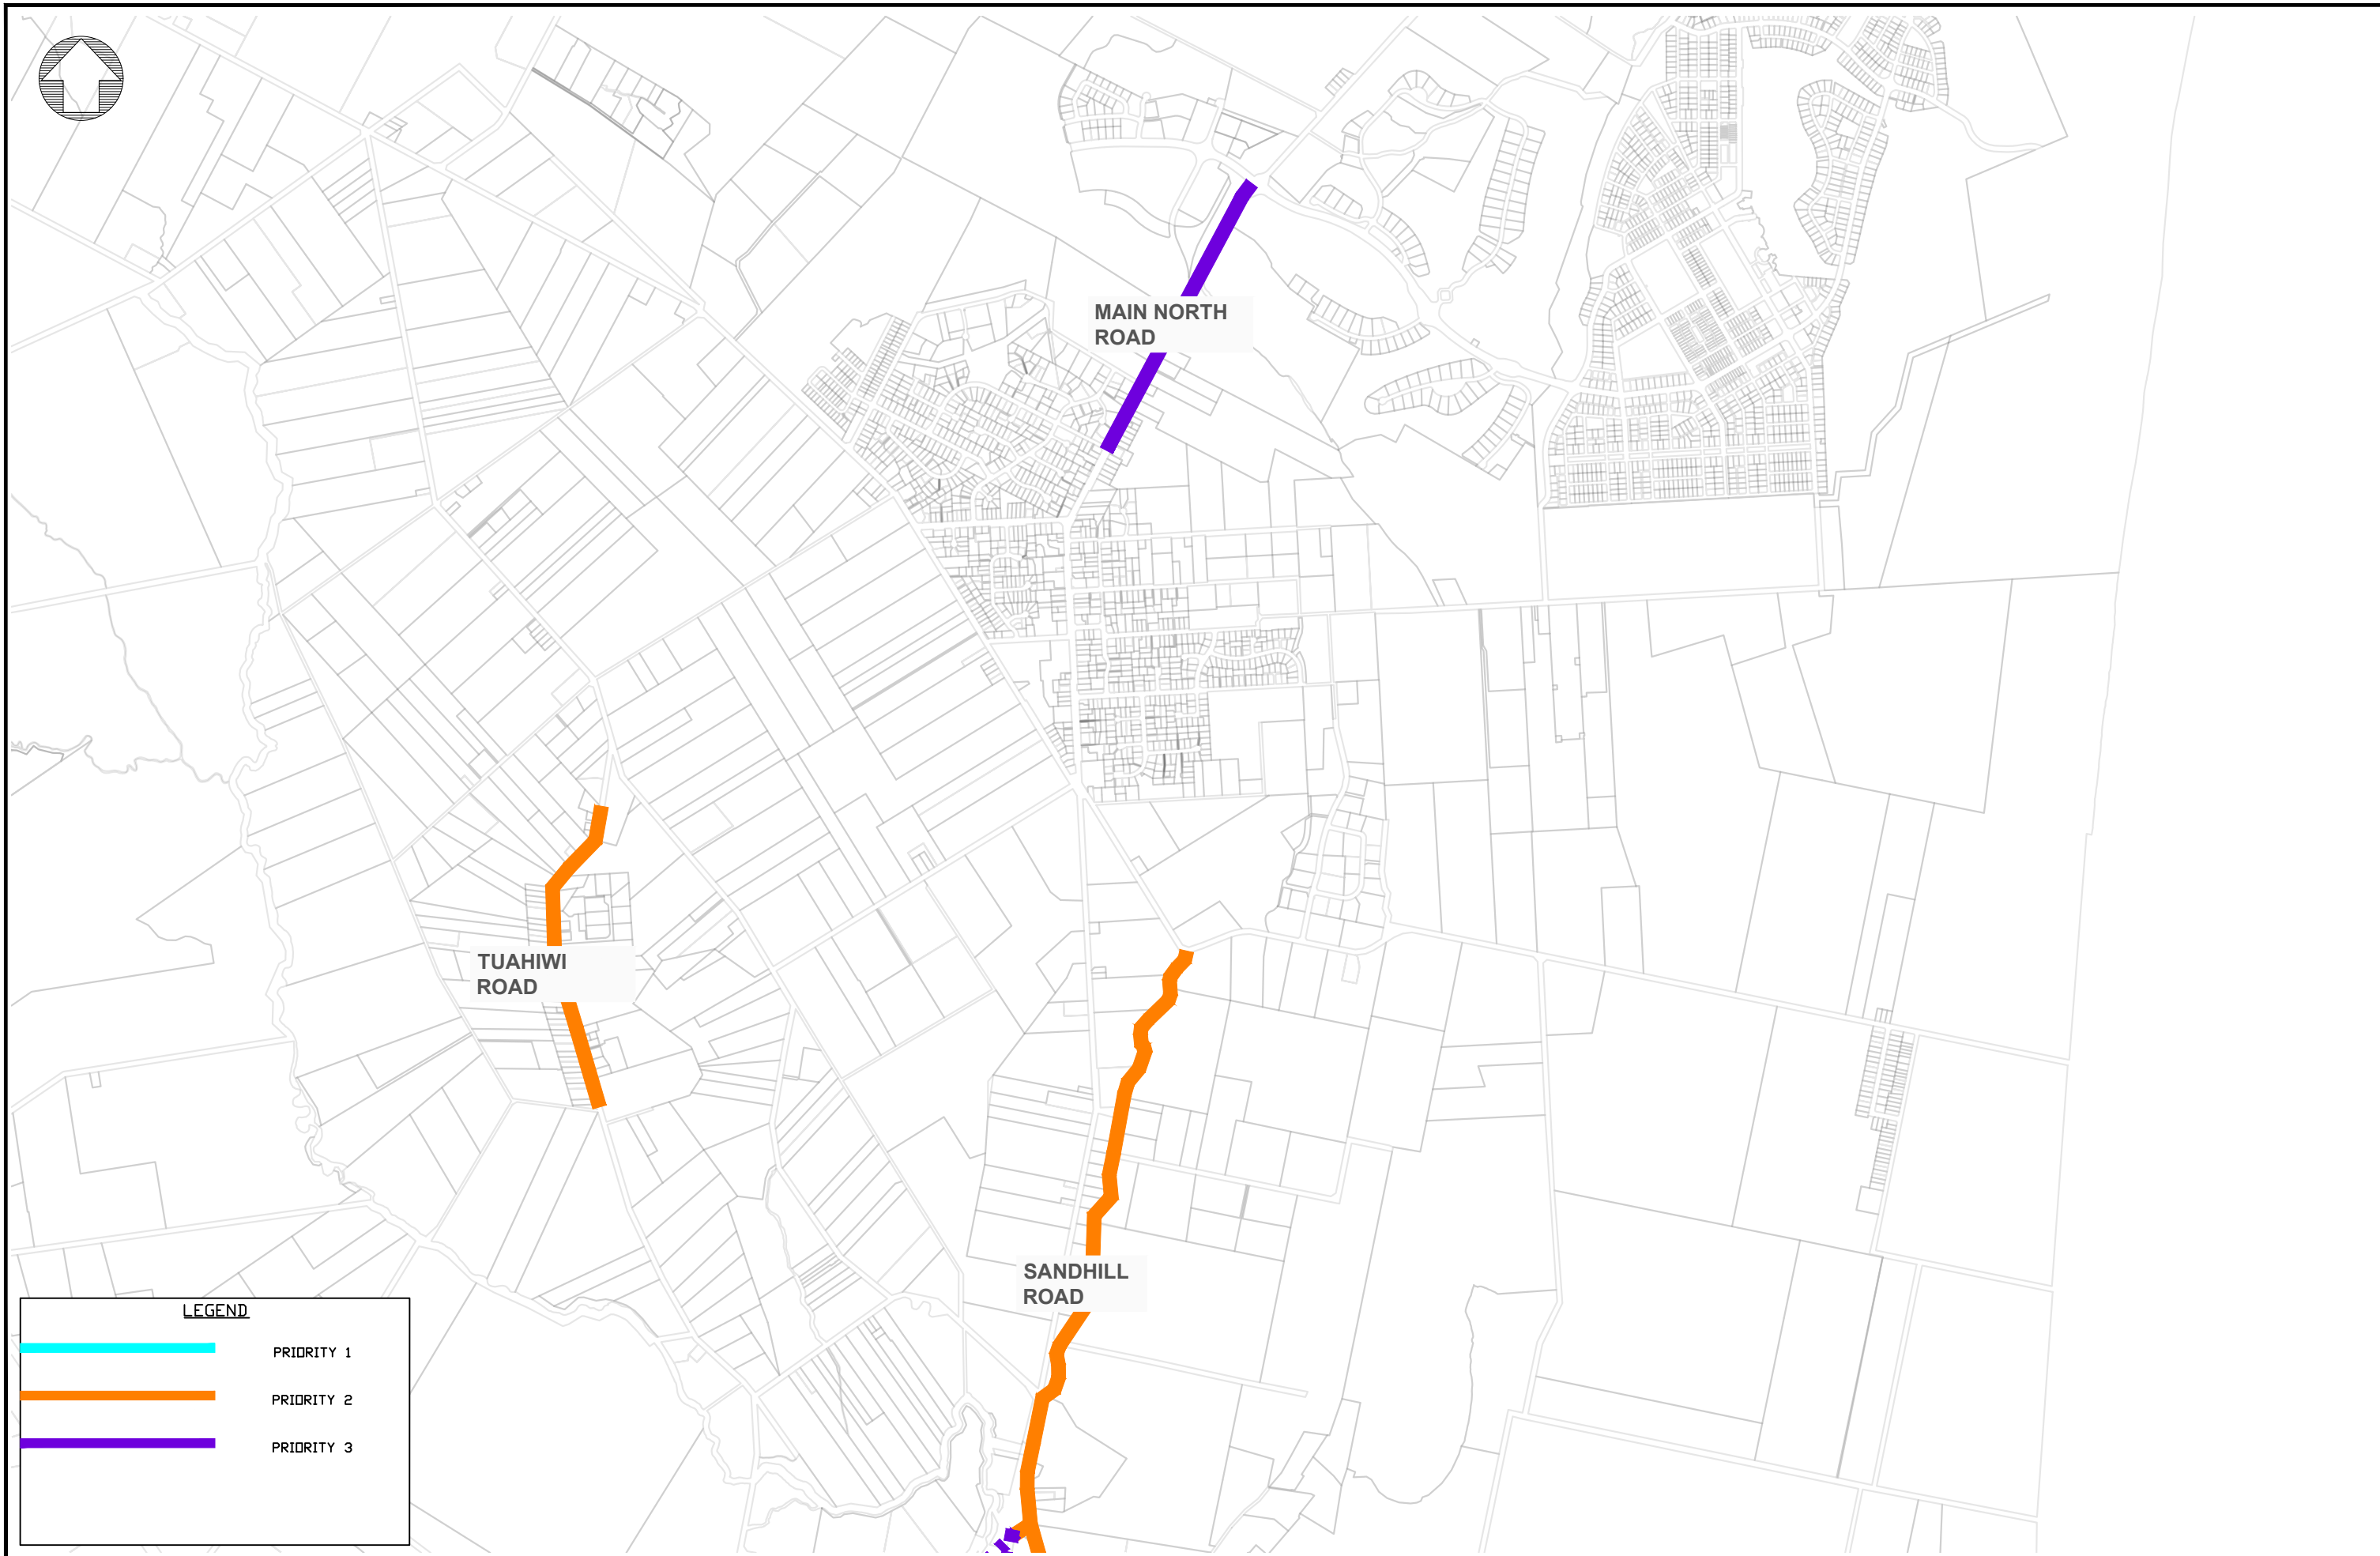 MAIN NORTH
ROAD
TUAHIWI
ROAD
SANDHILL
ROAD
LEGEND
PRIORITY 1
PRIORITY 2
PRIORITY 3